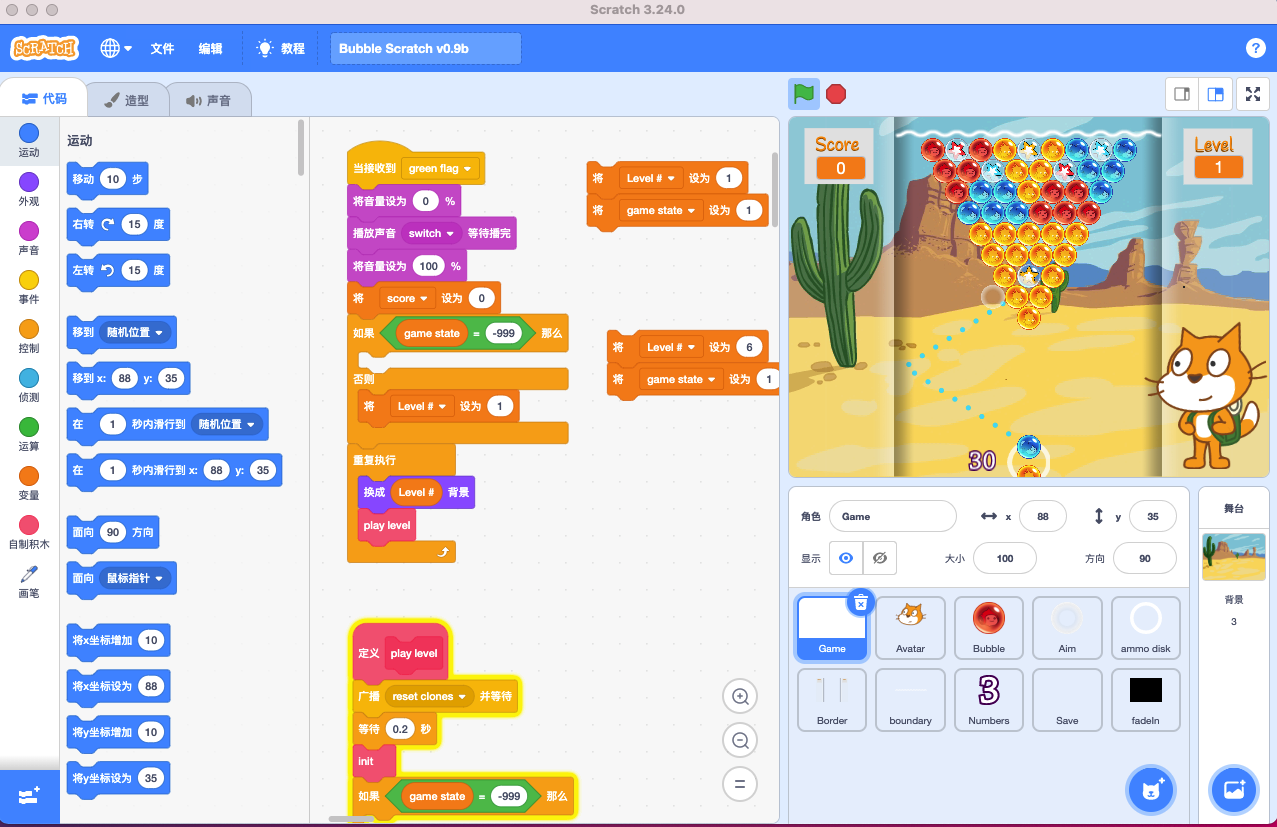 Scratch 3.24.0
SCRATCH 文件 编辑 教程 Bubble Scratch v0.9b ?
代码 造型 声音
运动
外观
声音
事件
控制
侦测
运算
变量
自制积木
画笔
运动
移动 10 步
右转 15 度
左转 15 度
移到 随机位置
移到 x: 88 y: 35
在 1 秒内滑行到 随机位置
在 1 秒内滑行到 x: 88 y: 35
面向 90 方向
面向 鼠标指针
将x坐标增加 10
将x坐标设为 88
将y坐标增加 10
将y坐标设为 35
当接收到 green flag
将音量设为 0 %
播放声音 switch 等待播完
将音量设为 100 %
将 score 设为 0
如果 game state = -999 那么
否则
将 Level # 设为 1
重复执行
换成 Level # 背景
play level
定义 play level
广播 reset clones 并等待
等待 0.2 秒
init
如果 game state = -999 那么
将 Level # 设为 1
将 game state 设为 1
将 Level # 设为 6
将 game state 设为 1
Score
0
Level
1
30
角色 Game x 88 y 35
显示 大小 100 方向 90
Game Avatar Bubble Aim ammo disk
3
Border boundary Numbers Save fadeIn
舞台
背景
3